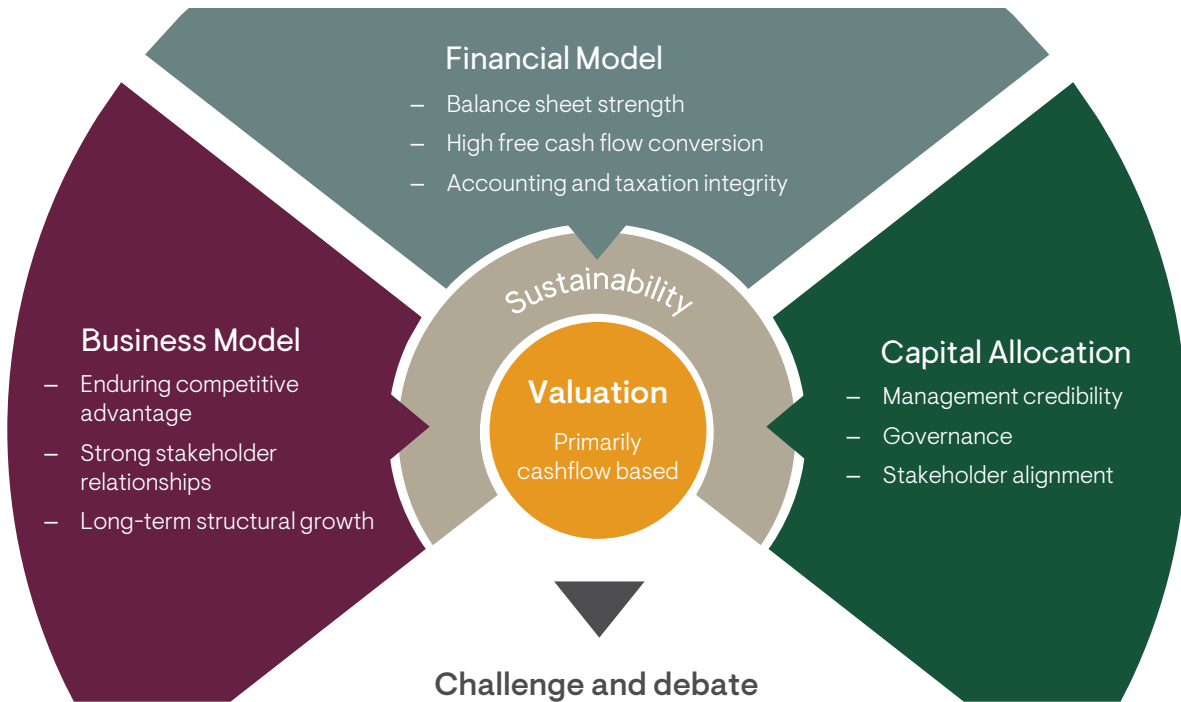 Financial Model
– Balance sheet strength
– High free cash flow conversion
– Accounting and taxation integrity
Sustainability
Business Model
– Enduring competitive
advantage
– Strong stakeholder
relationships
– Long-term structural growth
Valuation
Primarily
cashflow based
Capital Allocation
– Management credibility
– Governance
– Stakeholder alignment
Challenge and debate